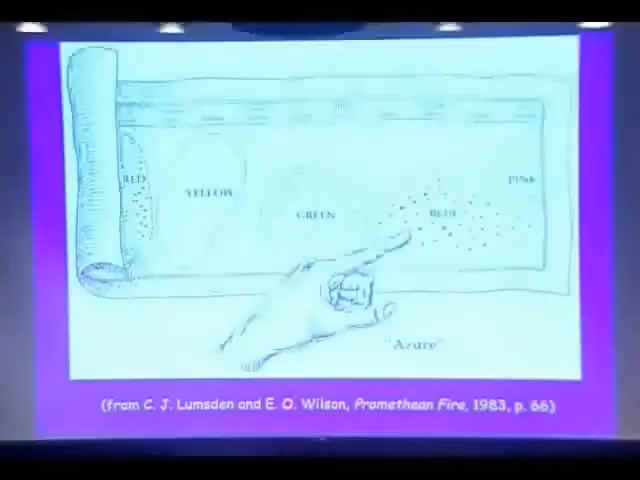 RED
YELLOW
GREEN
BLUE
PINK
"Azure"
(from C. J. Lumsden and E. O. Wilson, Promethean Fire, 1983, p. 66)